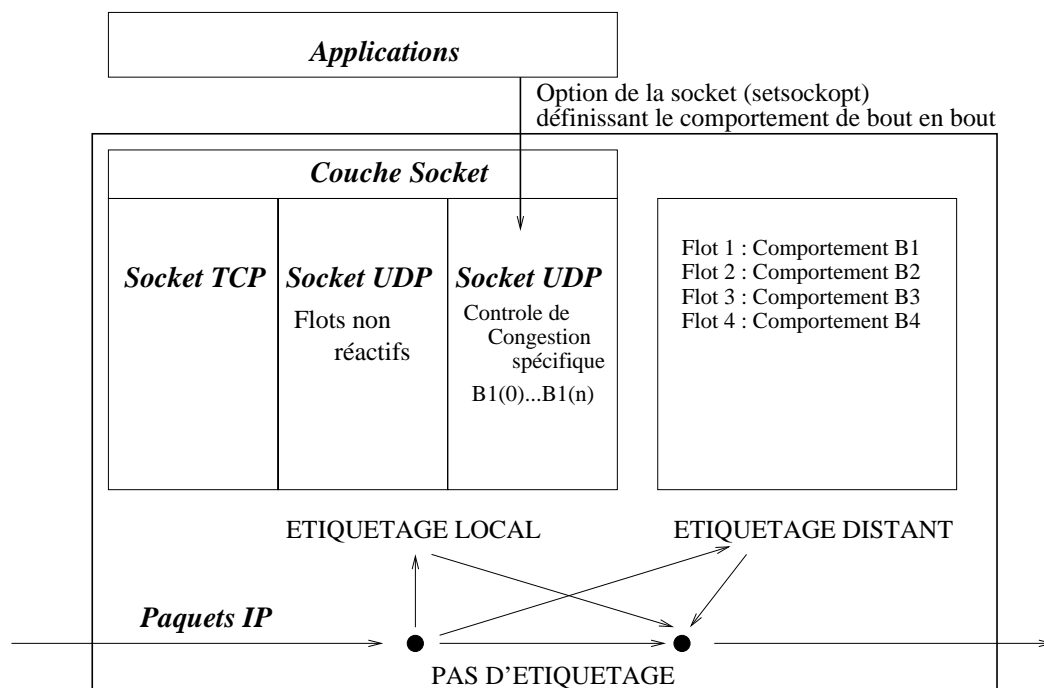 Applications
Option de la socket (setsockopt)
définissant le comportement de bout en bout
Couche Socket
Socket TCP
Socket UDP
Flots non
réactifs
Socket UDP
Controle de
Congestion
spécifique
B1(0)...B1(n)
Flot 1 : Comportement B1
Flot 2 : Comportement B2
Flot 3 : Comportement B3
Flot 4 : Comportement B4
ETIQUETAGE LOCAL
ETIQUETAGE DISTANT
Paquets IP
PAS D'ETIQUETAGE